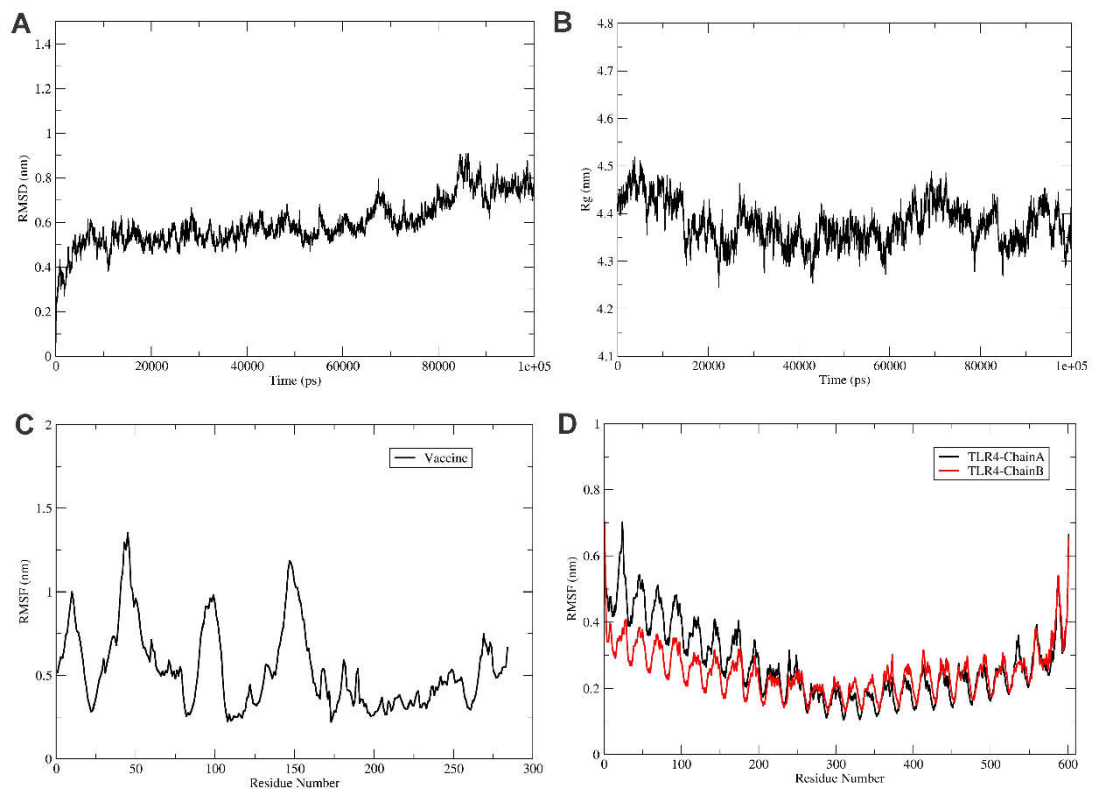 A
RMSD (nm)
1.4
1.2
1
0.8
0.6
0.4
0.2
0
0 20000 40000 60000 80000 1e+05
Time (ps)
B
Rg (nm)
4.8
4.7
4.6
4.5
4.4
4.3
4.2
4.1
0 20000 40000 60000 80000 1e+05
Time (ps)
C
RMSF (nm)
2
1.5
1
0.5
0
Vaccine
0 50 100 150 200 250 300
Residue Number
D
RMSF (nm)
1
0.8
0.6
0.4
0.2
0
TLR4-ChainA
TLR4-ChainB
0 100 200 300 400 500 600
Residue Number